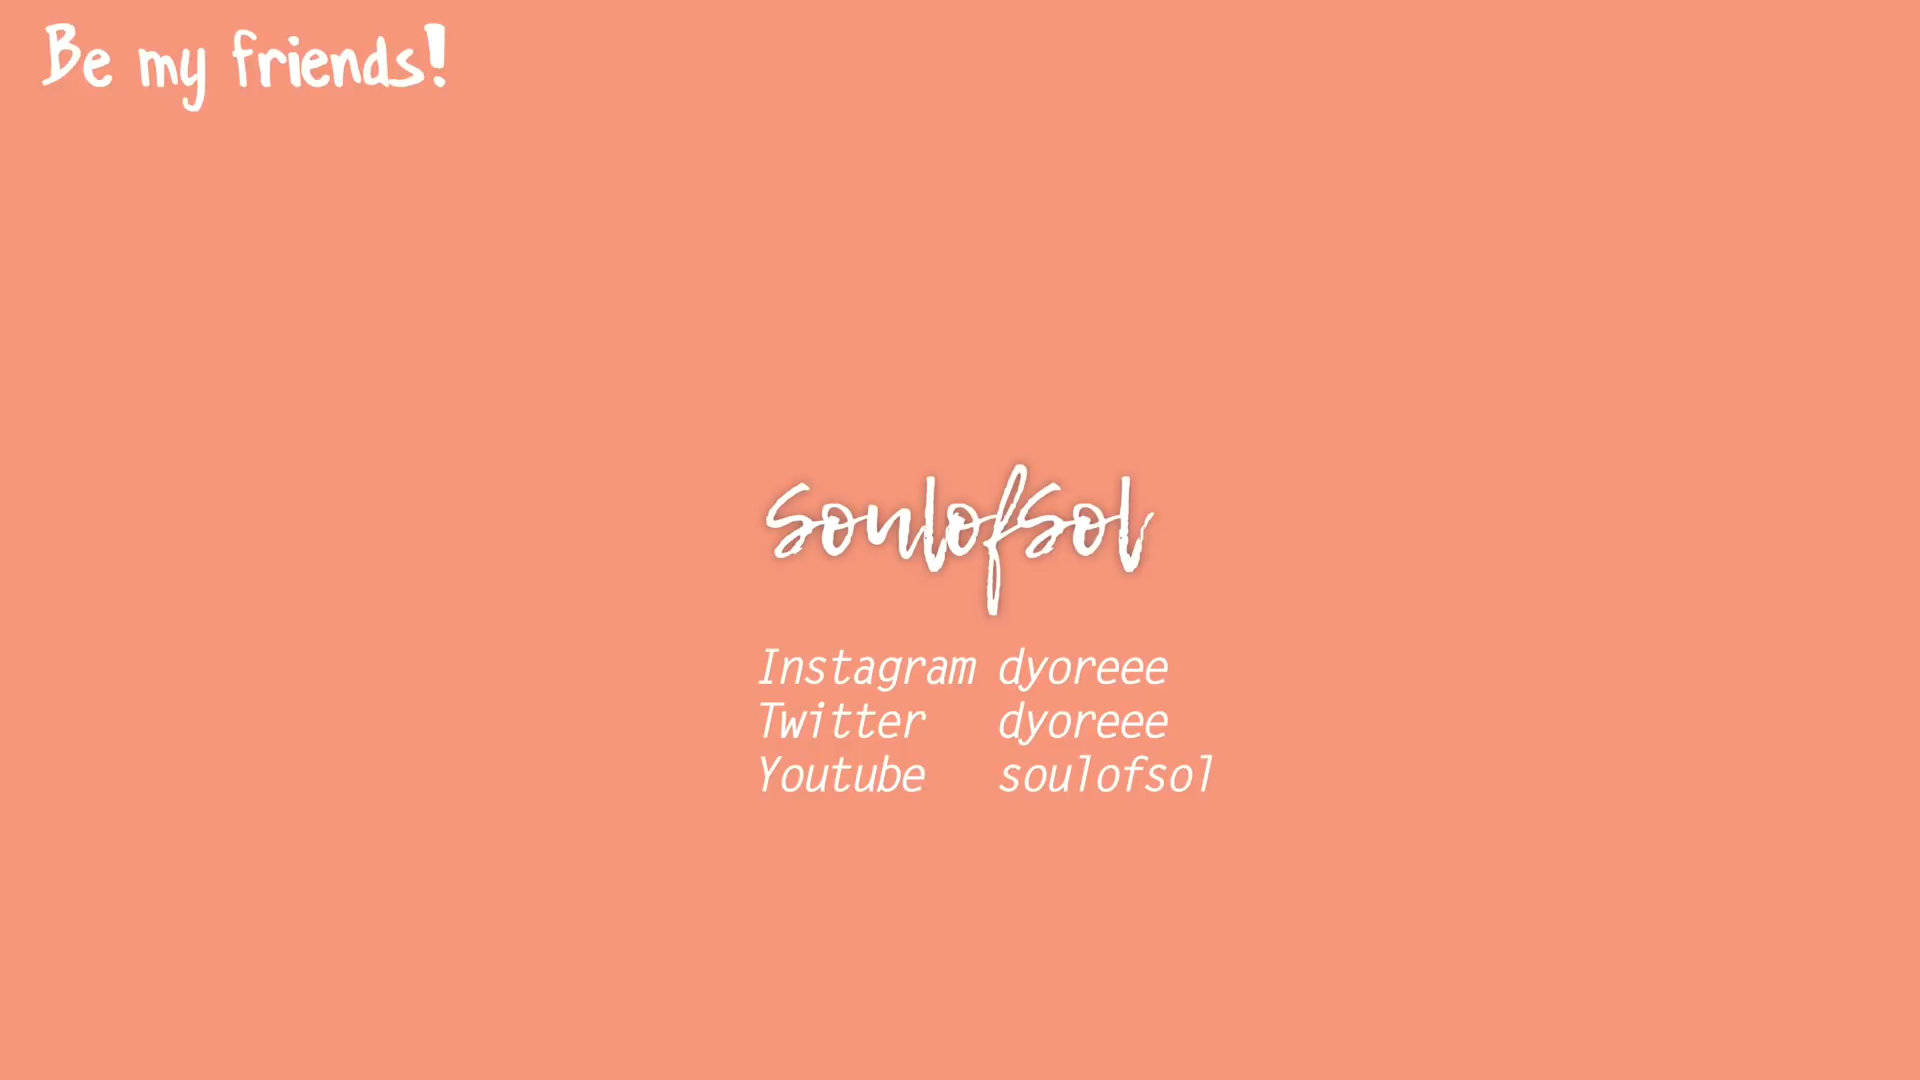 Be my friends!
soulofsol
Instagram dyoreee
Twitter dyoreee
Youtube soulofsol